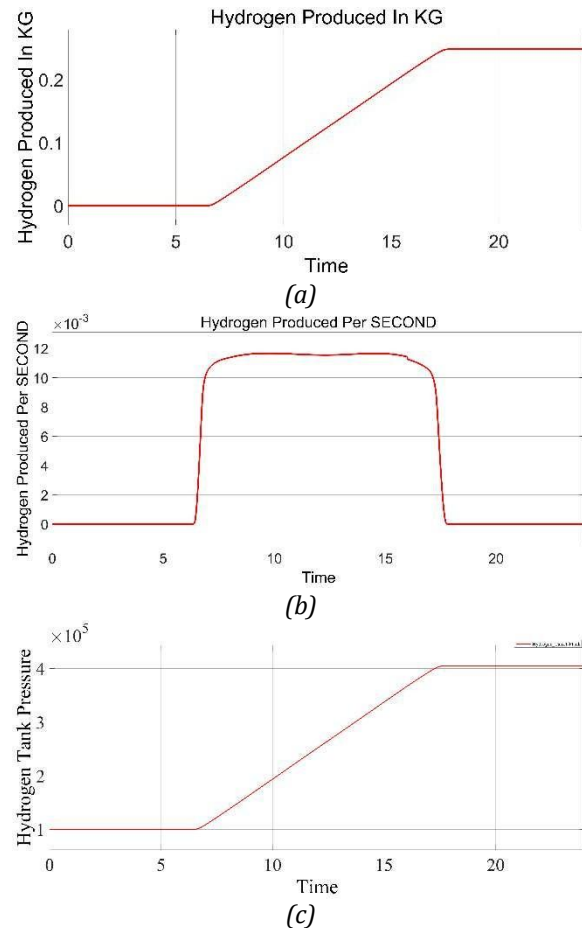 Hydrogen Produced In KG
Hydrogen Produced In KG
0.2
0.1
0
0 5 10 15 20
Time
(a)
×10-3
Hydrogen Produced Per SECOND
Hydrogen Produced Per SECOND
12
10
8
6
4
2
0
0 5 10 15 20
Time
(b)
×10^5
Hydrogen Tank Pressure
4
3
2
1
0 5 10 15 20
Time
(c)